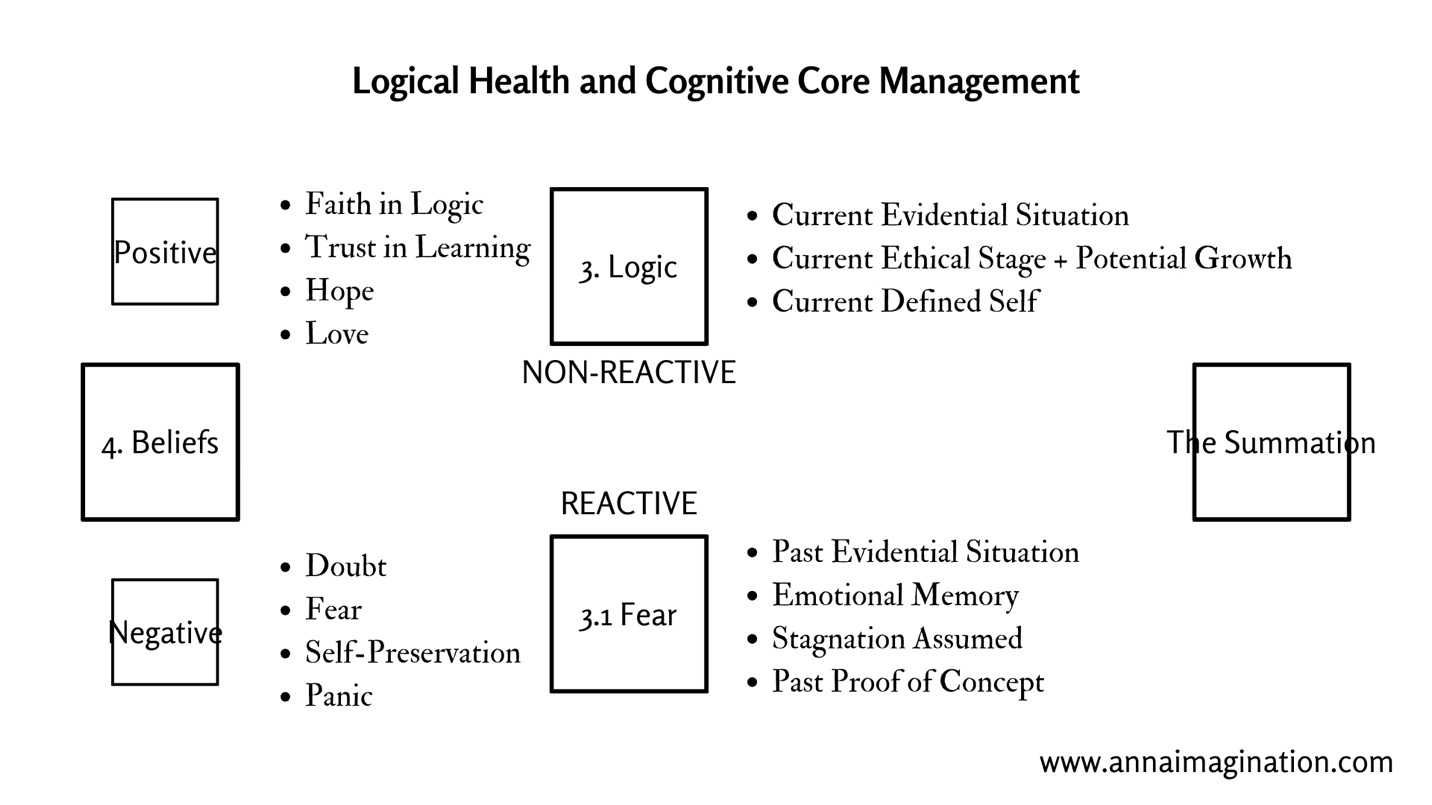 Logical Health and Cognitive Core Management
Positive
• Faith in Logic
• Trust in Learning
• Hope
• Love
3. Logic
NON-REACTIVE
• Current Evidential Situation
• Current Ethical Stage + Potential Growth
• Current Defined Self
4. Beliefs
The Summation
Negative
• Doubt
• Fear
• Self-Preservation
• Panic
REACTIVE
3.1 Fear
• Past Evidential Situation
• Emotional Memory
• Stagnation Assumed
• Past Proof of Concept
www.annaimagination.com